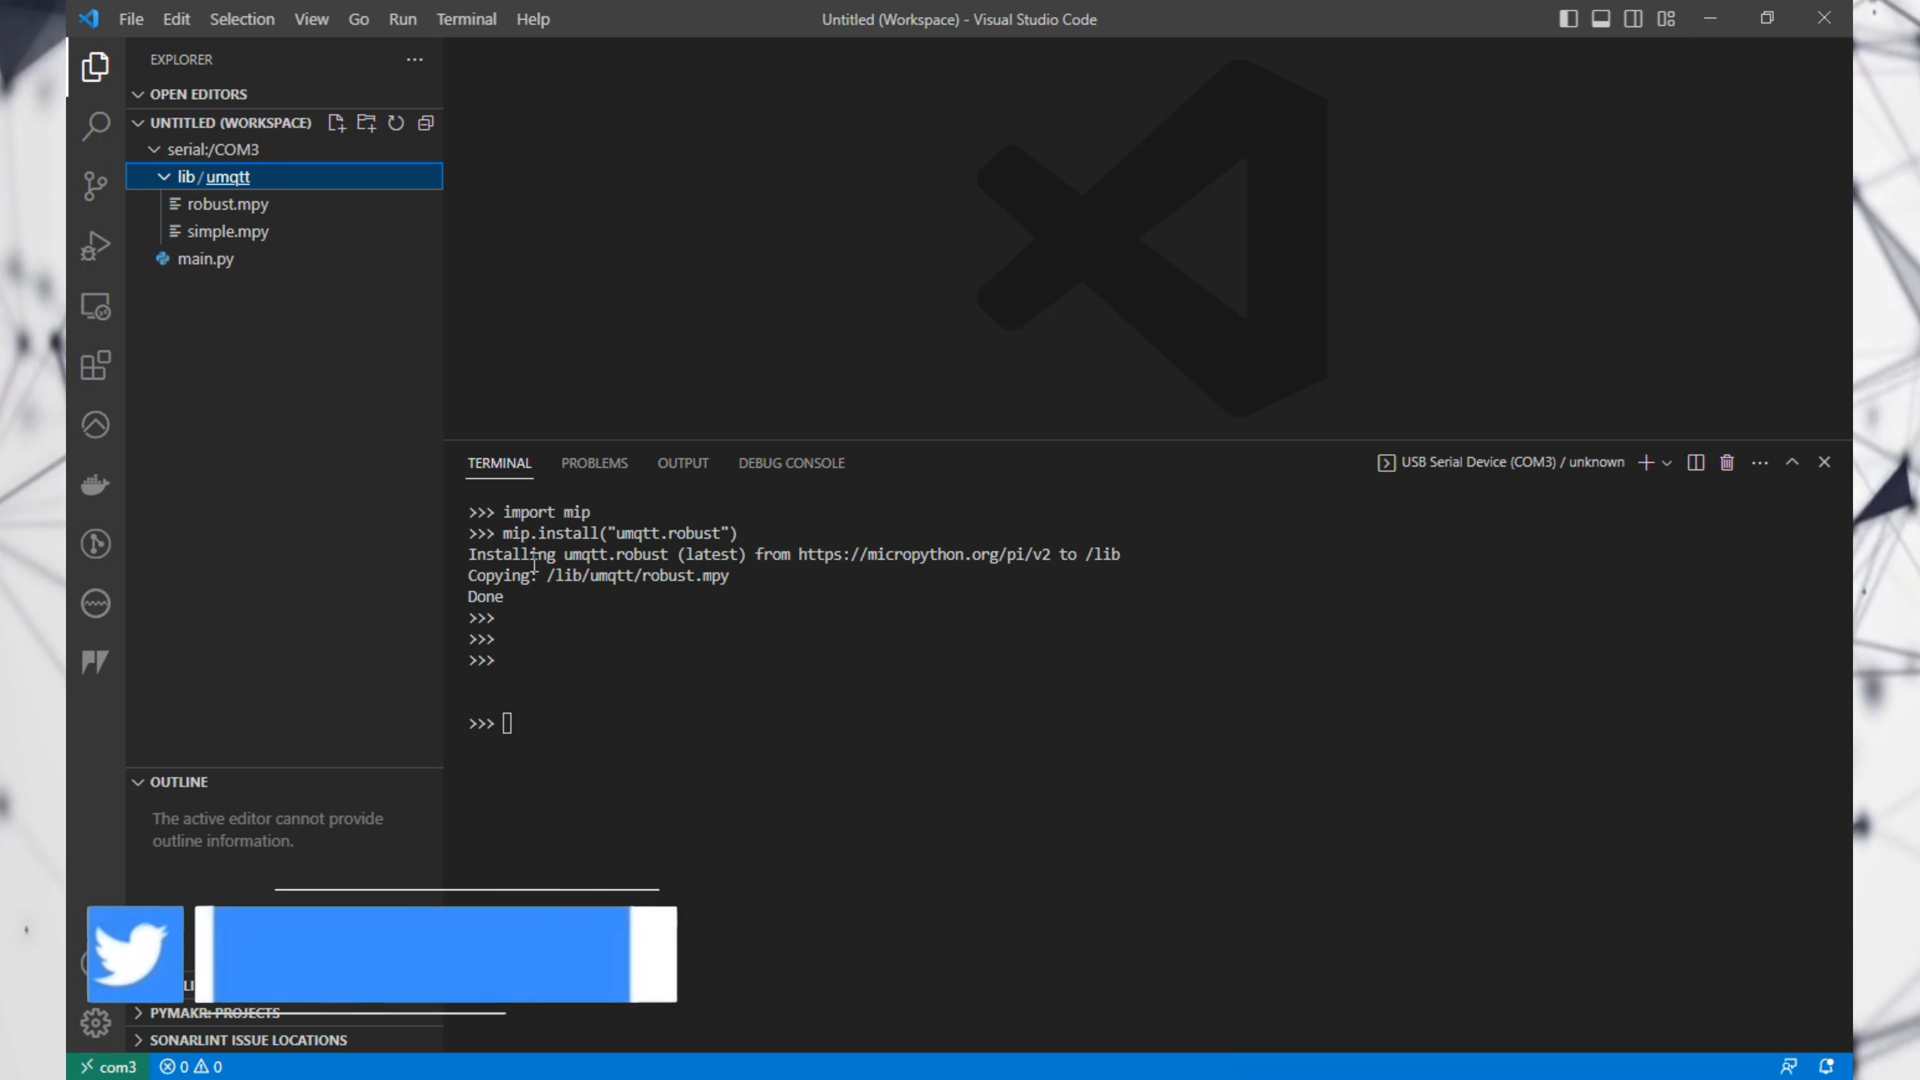 File Edit Selection View Go Run Terminal Help
Untitled (Workspace) - Visual Studio Code
EXPLORER
OPEN EDITORS
UNTITLED (WORKSPACE)
serial:/COM3
lib/umqtt
robust.mpy
simple.mpy
main.py
TERMINAL PROBLEMS OUTPUT DEBUG CONSOLE
USB Serial Device (COM3) / unknown
>>> import mip
>>> mip.install("umqtt.robust")
Installing umqtt.robust (latest) from https://micropython.org/pi/v2 to /lib
Copying: /lib/umqtt/robust.mpy
Done
>>>
>>>
>>>
>>>
OUTLINE
The active editor cannot provide
outline information.
PYMAKR: PROJECTS
SONARLINT ISSUE LOCATIONS
com3 0 0